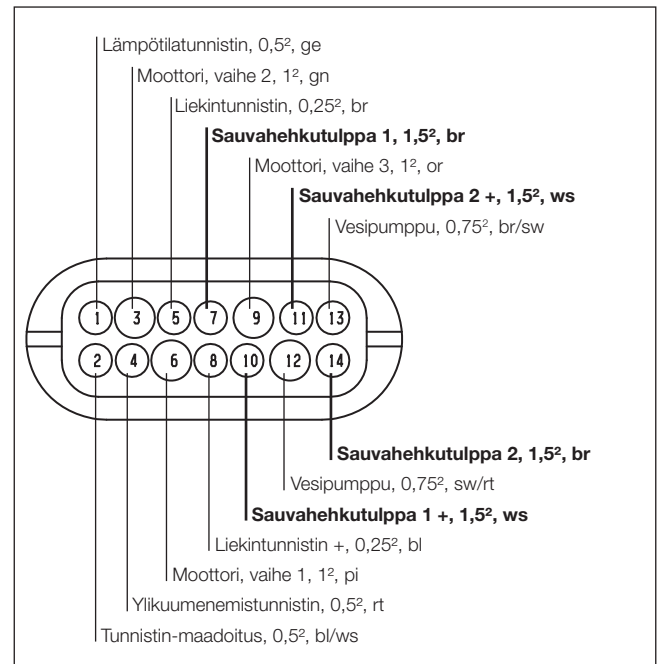 Lämpötilatunnistin, 0,5², ge
Moottori, vaihe 2, 1², gn
Liekintunnistin, 0,25², br
Sauvahehkutulppa 1, 1,5², br
Moottori, vaihe 3, 1², or
Sauvahehkutulppa 2 +, 1,5², ws
Vesipumppu, 0,75², br/sw
1 3 5 7 9 11 13
2 4 6 8 10 12 14
Sauvahehkutulppa 2, 1,5², br
Vesipumppu, 0,75², sw/rt
Sauvahehkutulppa 1 +, 1,5², ws
Liekintunnistin +, 0,25², bl
Moottori, vaihe 1, 1², pi
Ylikuumenemistunnistin, 0,5², rt
Tunnistin-maadoitus, 0,5², bl/ws